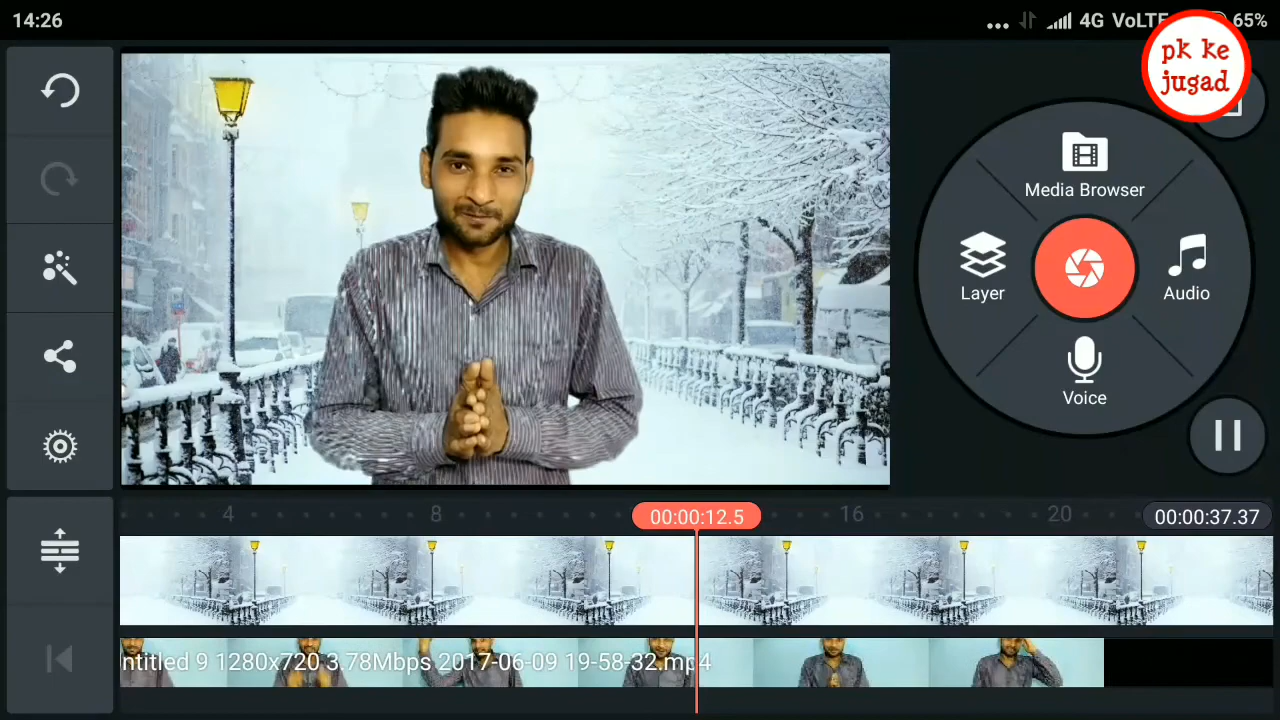 14:26
4G VoLTE
65%
pk ke
jugad
Media Browser
Layer
Audio
Voice
4
8
00:00:12.5
16
20
00:00:37.37
ntitled 9 1280x720 3.78Mbps 2017-06-09 19-58-32.mp4